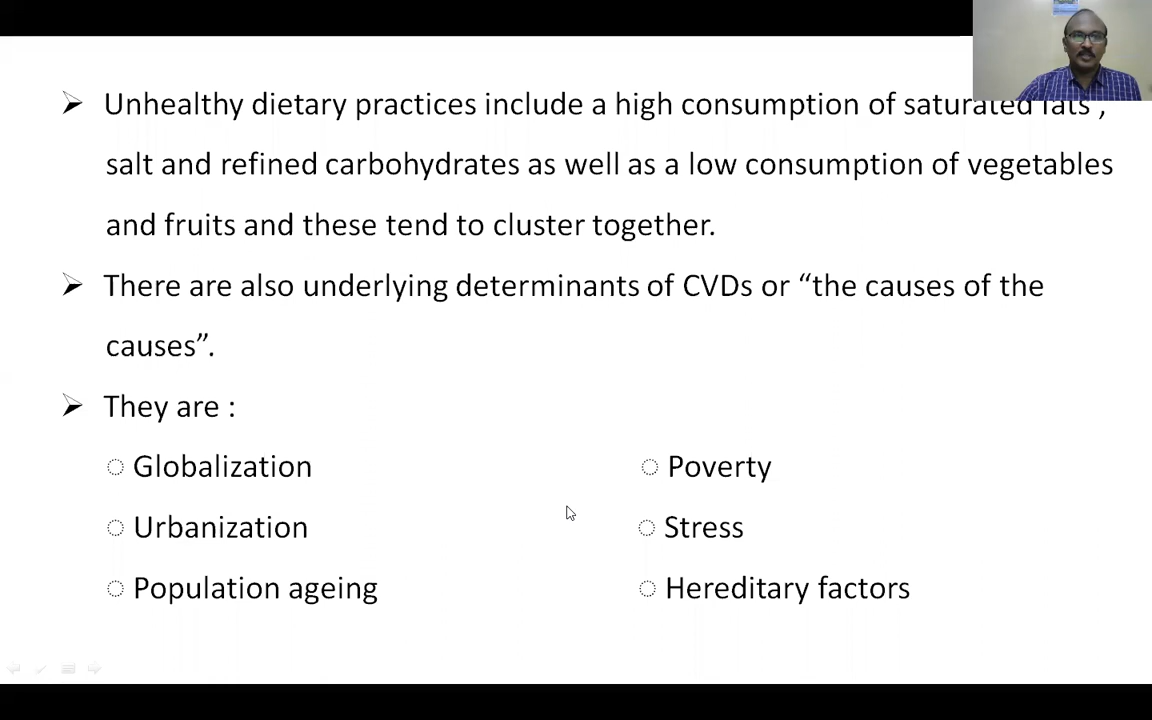 ➢ Unhealthy dietary practices include a high consumption of saturated fats ,
salt and refined carbohydrates as well as a low consumption of vegetables
and fruits and these tend to cluster together.
➢ There are also underlying determinants of CVDs or “the causes of the
causes”.
➢ They are :
◌ Globalization ◌ Poverty
◌ Urbanization ◌ Stress
◌ Population ageing ◌ Hereditary factors